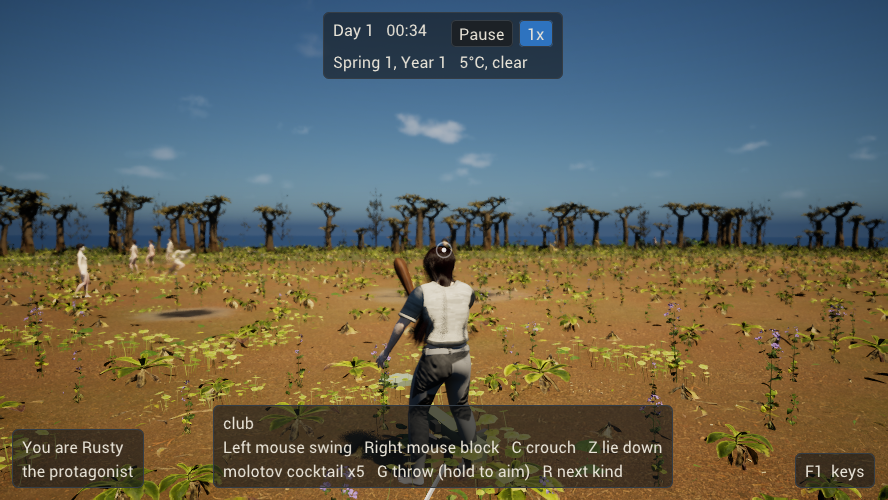 Day 1 00:34 Pause 1x
Spring 1, Year 1 5°C, clear
club
Left mouse swing Right mouse block C crouch Z lie down
molotov cocktail x5 G throw (hold to aim) R next kind
You are Rusty
the protagonist
F1 keys